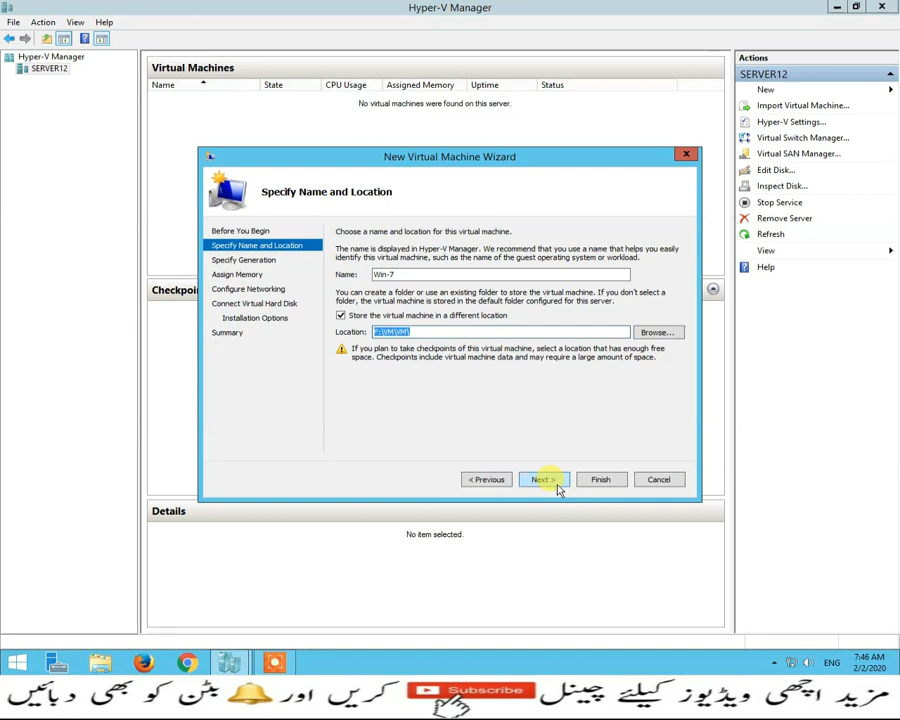 Hyper-V Manager
File Action View Help
Hyper-V Manager
SERVER12
Virtual Machines
Name State CPU Usage Assigned Memory Uptime Status
No virtual machines were found on this server.
New Virtual Machine Wizard
Specify Name and Location
Before You Begin
Specify Name and Location
Specify Generation
Assign Memory
Configure Networking
Connect Virtual Hard Disk
Installation Options
Summary
Choose a name and location for this virtual machine.
The name is displayed in Hyper-V Manager. We recommend that you use a name that helps you easily
identify this virtual machine, such as the name of the guest operating system or workload.
Name: Win-7
You can create a folder or use an existing folder to store the virtual machine. If you don't select a
folder, the virtual machine is stored in the default folder configured for this server.
Store the virtual machine in a different location
Location: F:\VM\VM\ Browse...
If you plan to take checkpoints of this virtual machine, select a location that has enough free
space. Checkpoints include virtual machine data and may require a large amount of space.
< Previous Next > Finish Cancel
Checkpoi
Details
No item selected.
Actions
SERVER12
New
Import Virtual Machine...
Hyper-V Settings...
Virtual Switch Manager...
Virtual SAN Manager...
Edit Disk...
Inspect Disk...
Stop Service
Remove Server
Refresh
View
Help
ENG
7:46 AM
2/2/2020
مزید اچھی ویڈیوز کیلئے چینل Subscribe کریں اور بٹن کو بھی دبائیں